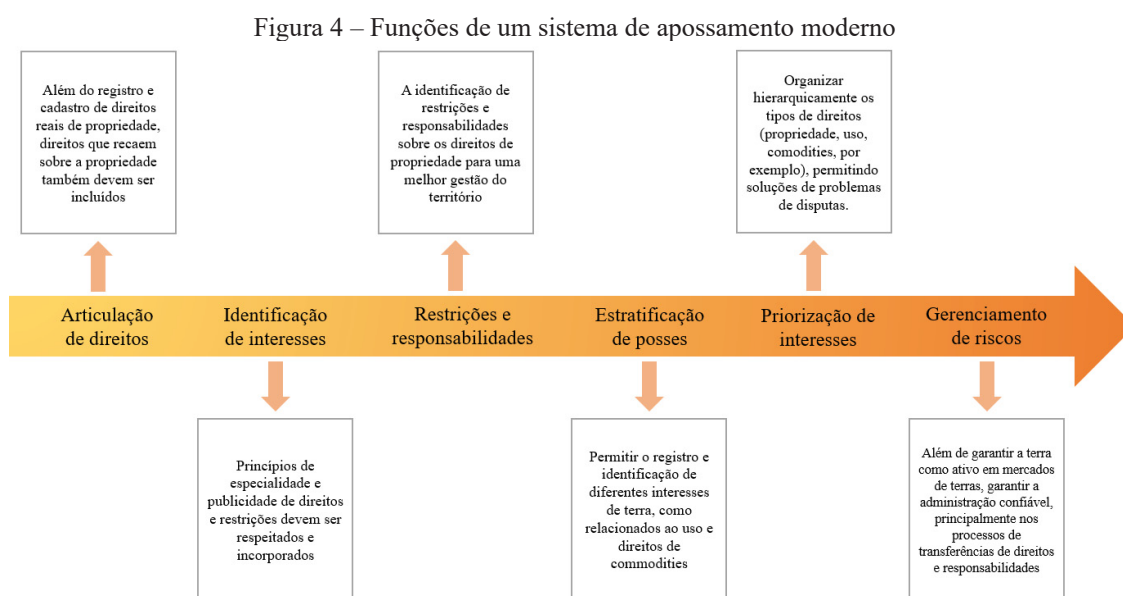 Figura 4 – Funções de um sistema de apossamento moderno
Além do registro e
cadastro de direitos
reais de propriedade,
direitos que recaem
sobre a propriedade
também devem ser
incluídos
A identificação de
restrições e
responsabilidades
sobre os direitos de
propriedade para uma
melhor gestão do
território
Organizar
hierarquicamente os
tipos de direitos
(propriedade, uso,
comodities, por
exemplo), permitindo
soluções de problemas
de disputas.
Articulação
de direitos
Identificação
de interesses
Restrições e
responsabilidades
Estratificação
de posses
Priorização de
interesses
Gerenciamento
de riscos
Princípios de
especialidade e
publicidade de direitos
e restrições devem ser
respeitados e
incorporados
Permitir o registro e
identificação de
diferentes interesses
de terra, como
relacionados ao uso e
direitos de
commodities
Além de garantir a terra
como ativo em mercados
de terras, garantir a
administração confiável,
principalmente nos
processos de
transferências de direitos
e responsabilidades